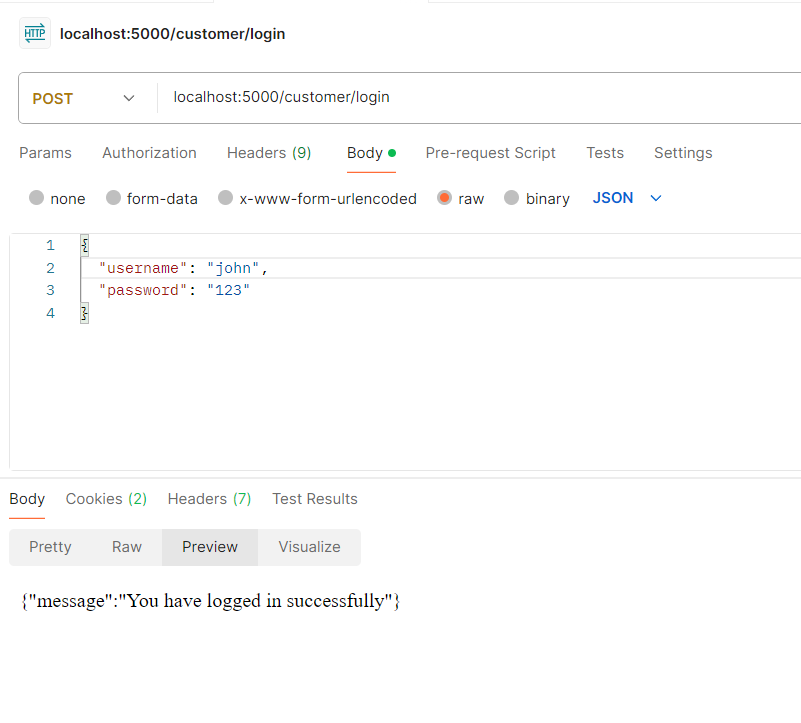 HTTP localhost:5000/customer/login
POST localhost:5000/customer/login
Params Authorization Headers (9) Body Pre-request Script Tests Settings
none form-data x-www-form-urlencoded raw binary JSON
1 {
2 "username": "john",
3 "password": "123"
4 }
Body Cookies (2) Headers (7) Test Results
Pretty Raw Preview Visualize
{"message":"You have logged in successfully"}